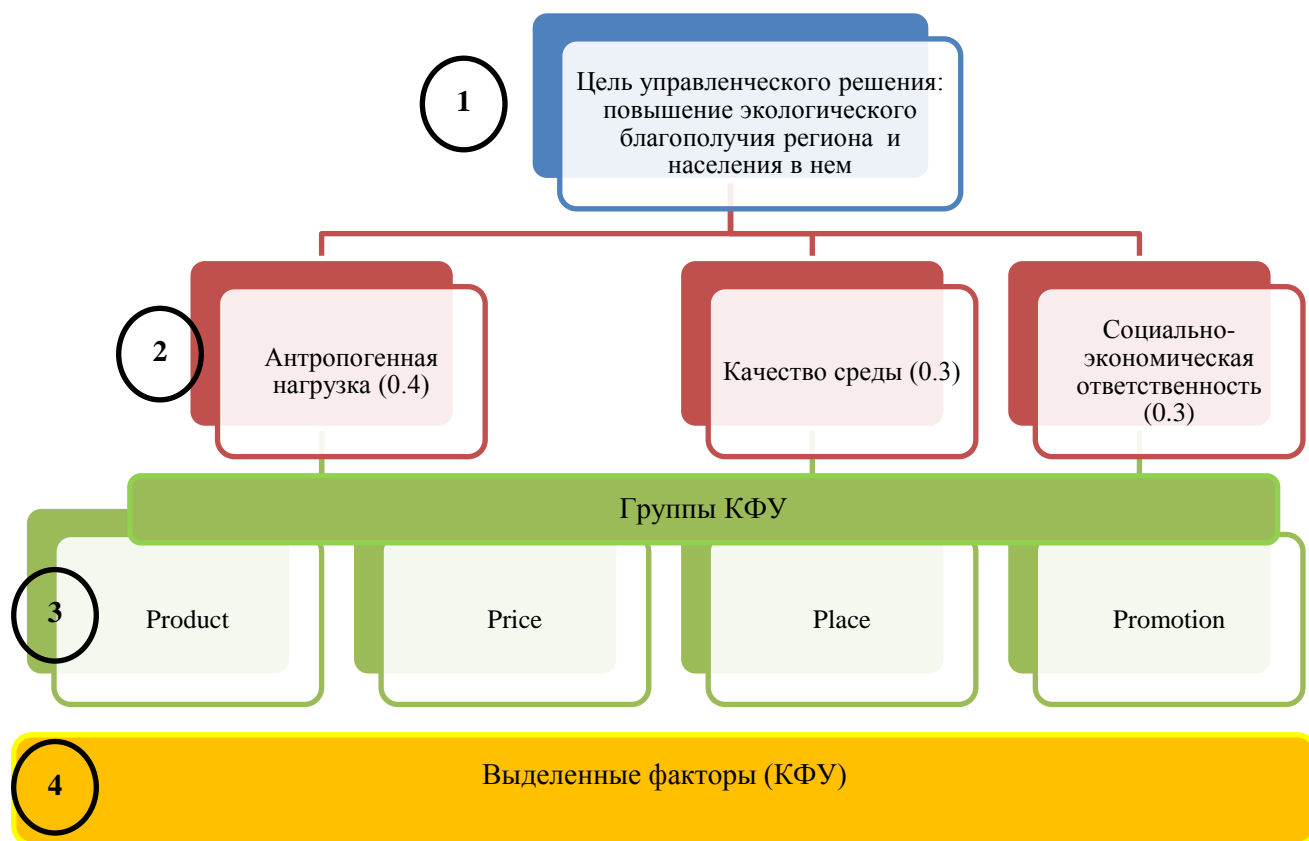 1
Цель управленческого решения:
повышение экологического
благополучия региона и
населения в нем
2
Антропогенная
нагрузка (0.4)
Качество среды (0.3)
Социально-
экономическая
ответственность
(0.3)
Группы КФУ
3
Product
Price
Place
Promotion
4
Выделенные факторы (КФУ)